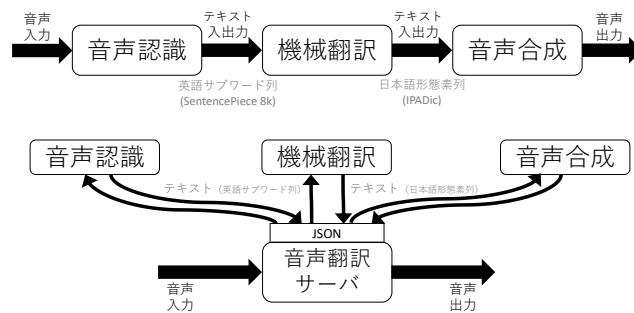 音声
入力
音声認識
テキスト
入出力
機械翻訳
テキスト
入出力
音声合成
音声
出力
英語サブワード列
(SentencePiece 8k)
日本語形態素列
(IPADic)
音声認識
機械翻訳
音声合成
テキスト（英語サブワード列）
テキスト（日本語形態素列）
JSON
音声翻訳
サーバ
音声
入力
音声
出力